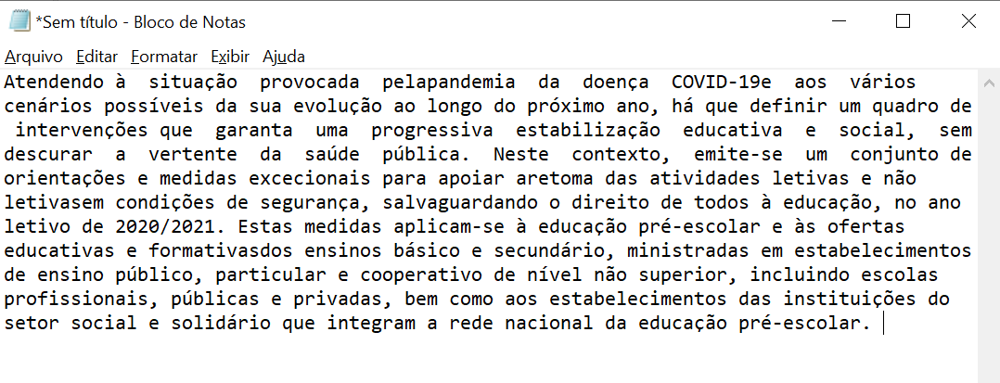 *Sem título - Bloco de Notas
Arquivo Editar Formatar Exibir Ajuda
Atendendo à  situação  provocada  pelapandemia  da  doença  COVID-19e  aos  vários
cenários possíveis da sua evolução ao longo do próximo ano, há que definir um quadro de
 intervenções que  garanta  uma  progressiva  estabilização  educativa  e  social,  sem
descurar  a  vertente  da  saúde  pública.  Neste  contexto,  emite-se  um  conjunto de
orientações e medidas excecionais para apoiar aretoma das atividades letivas e não
letivasem condições de segurança, salvaguardando o direito de todos à educação, no ano
letivo de 2020/2021. Estas medidas aplicam-se à educação pré-escolar e às ofertas
educativas e formativasdos ensinos básico e secundário, ministradas em estabelecimentos
de ensino público, particular e cooperativo de nível não superior, incluindo escolas
profissionais, públicas e privadas, bem como aos estabelecimentos das instituições do
setor social e solidário que integram a rede nacional da educação pré-escolar.